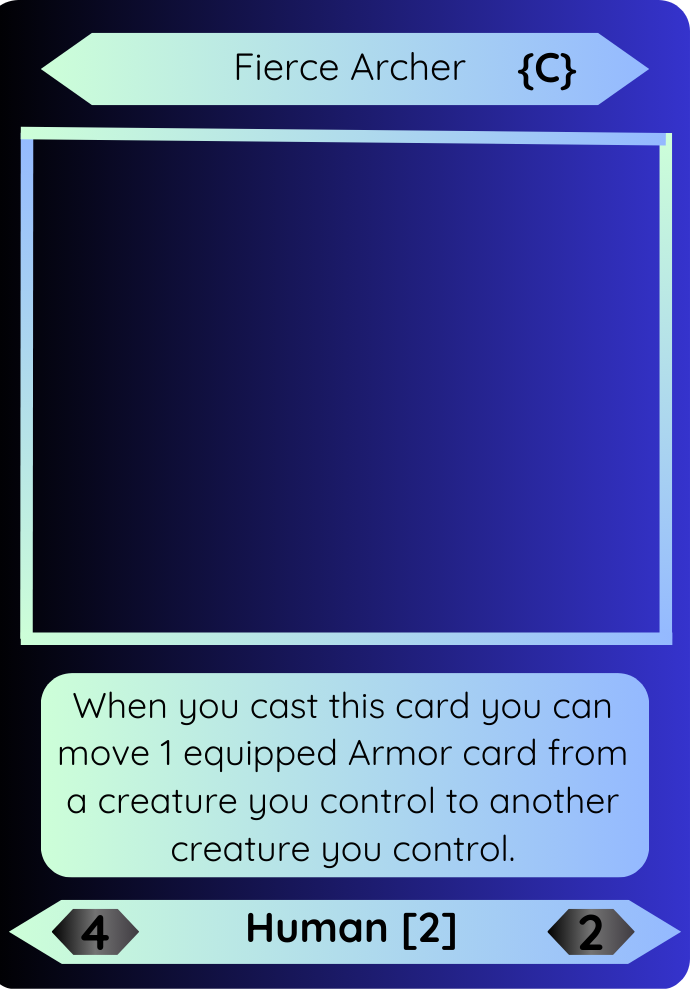 Fierce Archer {C}
When you cast this card you can
move 1 equipped Armor card from
a creature you control to another
creature you control.
4 Human [2] 2